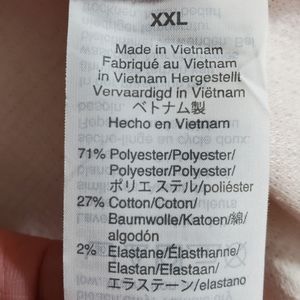 XXL
Made in Vietnam
Fabriqué au Vietnam
in Vietnam Hergestellt
Vervaardigd in Viëtnam
ベトナム製
Hecho en Vietnam
71% Polyester/Polyester/
Polyester/Polyester/
ポリエステル/poliéster
27% Cotton/Coton/
Baumwolle/Katoen/綿/
algodón
2% Elastane/Élasthanne/
Elastan/Elastaan/
エラステーン/elastano